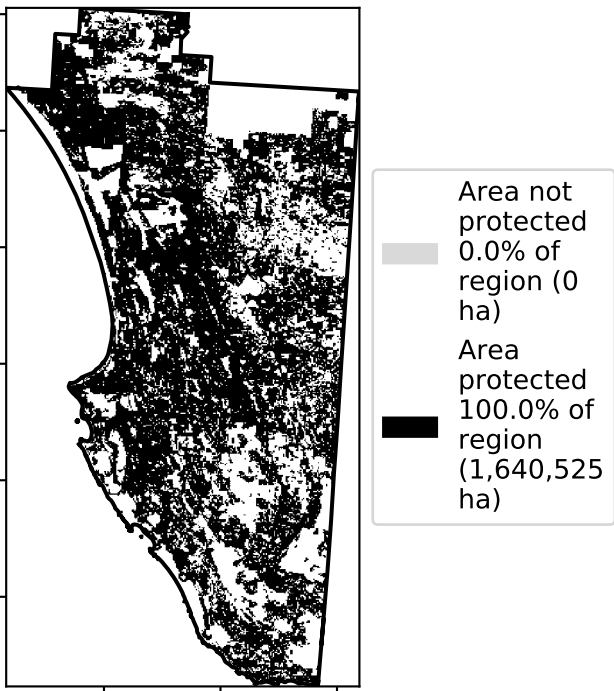 Area not
protected
0.0% of
region (0
ha)
Area
protected
100.0% of
region
(1,640,525
ha)